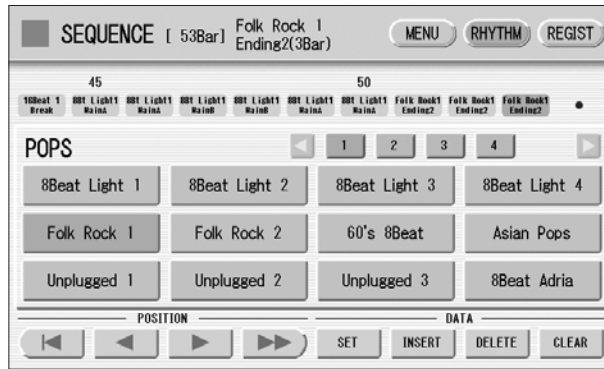 SEQUENCE [ 53Bar] Folk Rock 1
Ending2(3Bar)
MENU RHYTHM REGIST
45 50
16Beat 1 8Bt Light1 8Bt Light1 8Bt Light1 8Bt Light1 8Bt Light1 8Bt Light1 Folk Rock1 Folk Rock1 Folk Rock1
Break MainA MainA MainB MainB MainA MainA Ending2 Ending2 Ending2
POPS 1 2 3 4
8Beat Light 1 8Beat Light 2 8Beat Light 3 8Beat Light 4
Folk Rock 1 Folk Rock 2 60's 8Beat Asian Pops
Unplugged 1 Unplugged 2 Unplugged 3 8Beat Adria
POSITION DATA
SET INSERT DELETE CLEAR